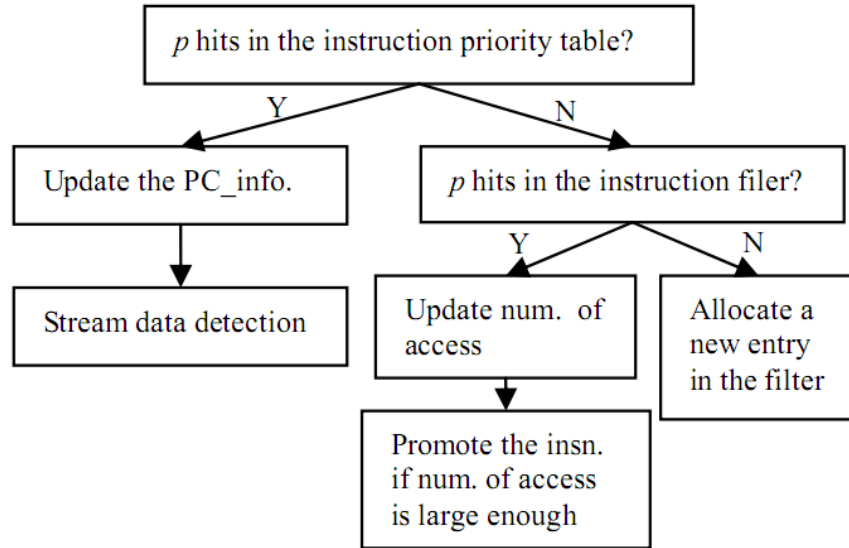 p hits in the instruction priority table?
Y
N
Update the PC_info.
p hits in the instruction filer?
Y
N
Stream data detection
Update num. of
access
Allocate a
new entry
in the filter
Promote the insn.
if num. of access
is large enough